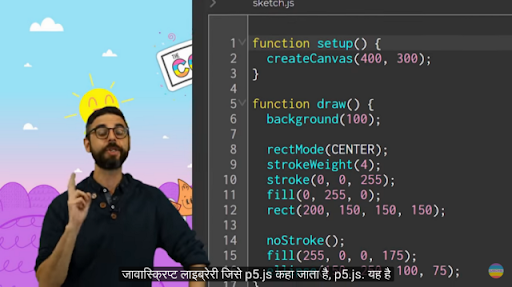 sketch.js
1 function setup() {
2 createCanvas(400, 300);
3 }
4
5 function draw() {
6 background(100);
7
8 rectMode(CENTER);
9 strokeWeight(4);
10 stroke(0, 0, 255);
11 fill(0, 255, 0);
12 rect(200, 150, 150, 150);
13
14 noStroke();
15 fill(255, 0, 0, 175);
100, 75);
जावास्क्रिप्ट लाइब्रेरी जिसे p5.js कहा जाता है, p5.js. यह है